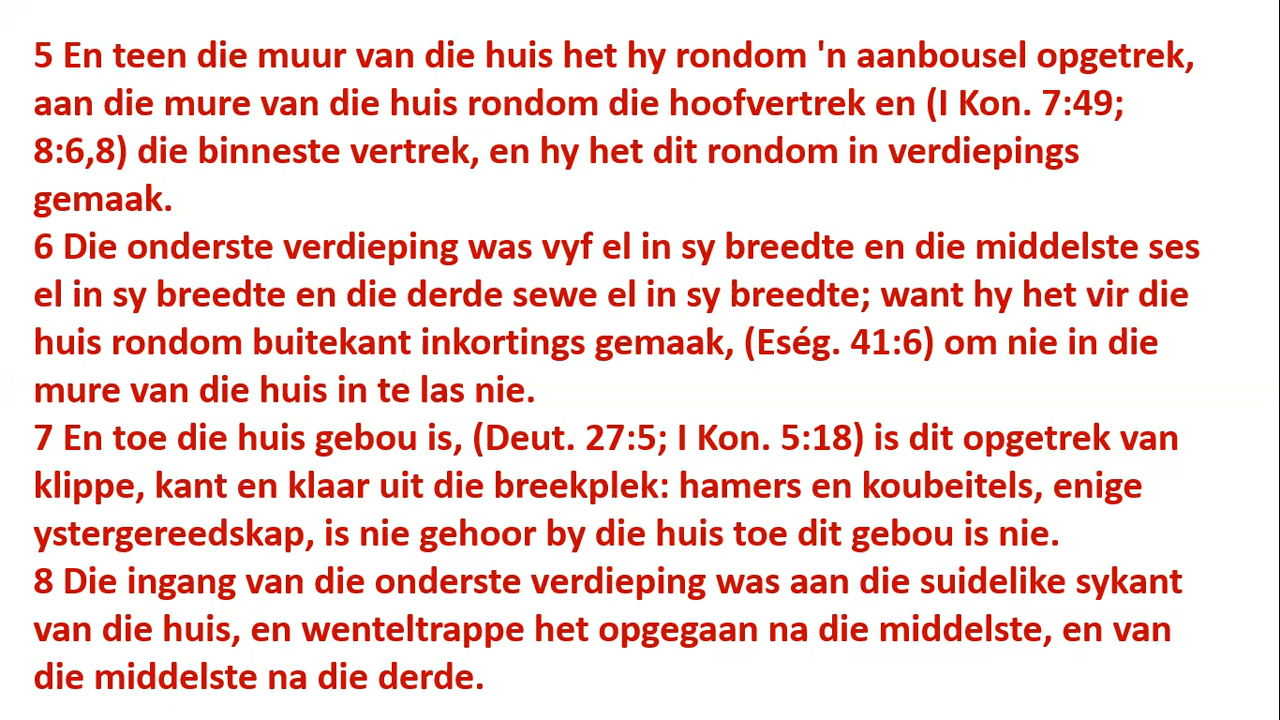 5 En teen die muur van die huis het hy rondom 'n aanbousel opgetrek,
aan die mure van die huis rondom die hoofvertrek en (I Kon. 7:49;
8:6,8) die binneste vertrek, en hy het dit rondom in verdiepings
gemaak.
6 Die onderste verdieping was vyf el in sy breedte en die middelste ses
el in sy breedte en die derde sewe el in sy breedte; want hy het vir die
huis rondom buitekant inkortings gemaak, (Eség. 41:6) om nie in die
mure van die huis in te las nie.
7 En toe die huis gebou is, (Deut. 27:5; I Kon. 5:18) is dit opgetrek van
klippe, kant en klaar uit die breekplek: hamers en koubeitels, enige
ystergereedskap, is nie gehoor by die huis toe dit gebou is nie.
8 Die ingang van die onderste verdieping was aan die suidelike sykant
van die huis, en wenteltrappe het opgegaan na die middelste, en van
die middelste na die derde.